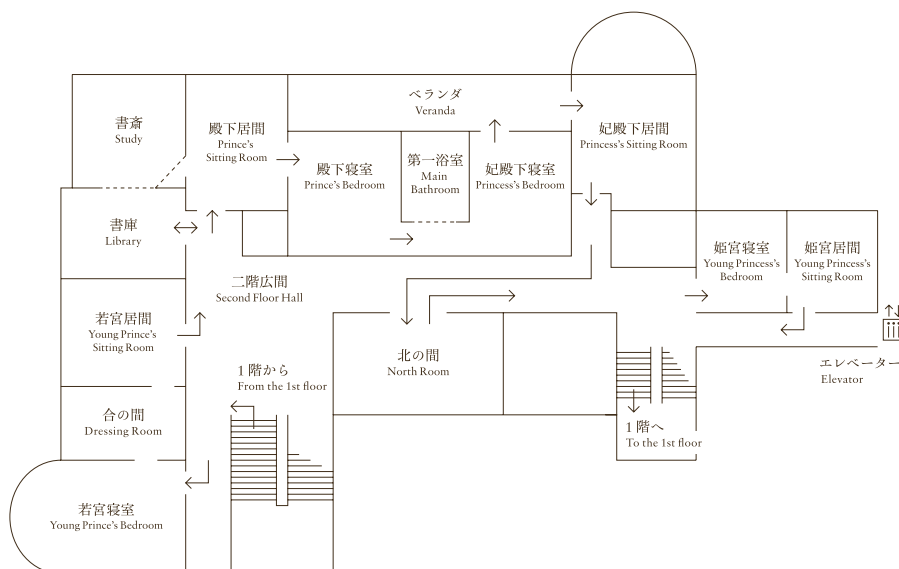 ベランダ
Veranda
書斎
Study
殿下居間
Prince's
Sitting Room
妃殿下居間
Princess's Sitting Room
殿下寝室
Prince's Bedroom
第一浴室
Main
Bathroom
妃殿下寝室
Princess's Bedroom
書庫
Library
姫宮寝室
Young Princess's
Bedroom
姫宮居間
Young Princess's
Sitting Room
二階広間
Second Floor Hall
若宮居間
Young Prince's
Sitting Room
北の間
North Room
エレベーター
Elevator
1階から
From the 1st floor
合の間
Dressing Room
1階へ
To the 1st floor
若宮寝室
Young Prince's Bedroom